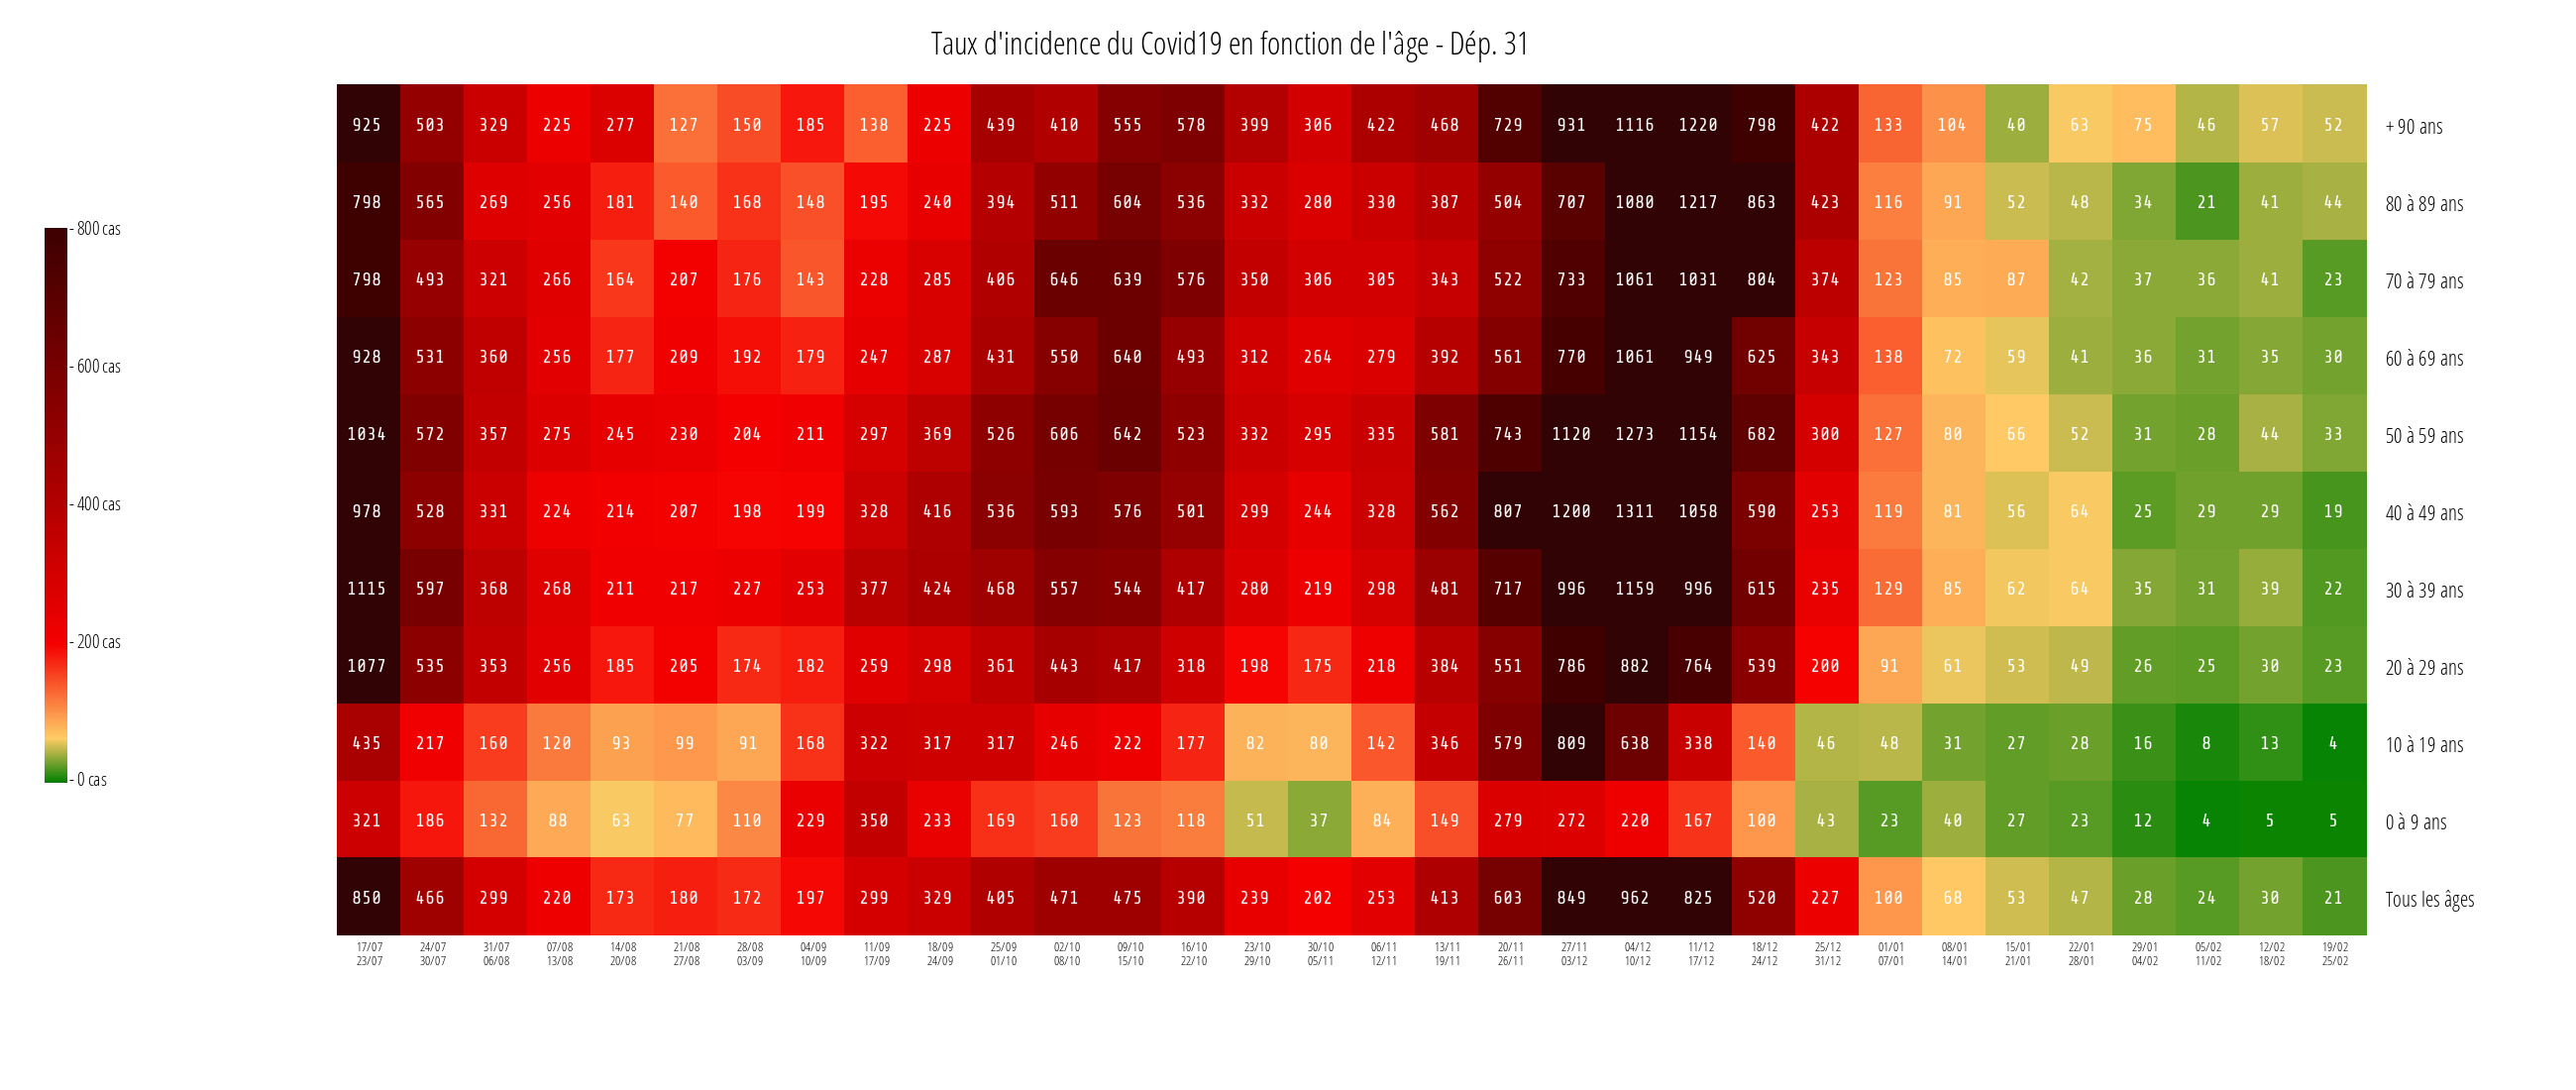 Taux d'incidence du Covid19 en fonction de l'âge - Dép. 31
925 503 329 225 277 127 150 185 138 225 439 410 555 578 399 306 422 468 729 931 1116 1220 798 422 133 104 40 63 75 46 57 52 + 90 ans
798 565 269 256 181 140 168 148 195 240 394 511 604 536 332 280 330 387 504 707 1080 1217 863 423 116 91 52 48 34 21 41 44 80 à 89 ans
- 800 cas
798 493 321 266 164 207 176 143 228 285 406 646 639 576 350 306 305 343 522 733 1061 1031 804 374 123 85 87 42 37 36 41 23 70 à 79 ans
928 531 360 256 177 209 192 179 247 287 431 550 640 493 312 264 279 392 561 770 1061 949 625 343 138 72 59 41 36 31 35 30 60 à 69 ans
- 600 cas
1034 572 357 275 245 230 204 211 297 369 526 606 642 523 332 295 335 581 743 1120 1273 1154 682 300 127 80 66 52 31 28 44 33 50 à 59 ans
- 400 cas
978 528 331 224 214 207 198 199 328 416 536 593 576 501 299 244 328 562 807 1200 1311 1058 590 253 119 81 56 64 25 29 29 19 40 à 49 ans
1115 597 368 268 211 217 227 253 377 424 468 557 544 417 280 219 298 481 717 996 1159 996 615 235 129 85 62 64 35 31 39 22 30 à 39 ans
- 200 cas
1077 535 353 256 185 205 174 182 259 298 361 443 417 318 198 175 218 384 551 786 882 764 539 200 91 61 53 49 26 25 30 23 20 à 29 ans
435 217 160 120 93 99 91 168 322 317 317 246 222 177 82 80 142 346 579 809 638 338 140 46 48 31 27 28 16 8 13 4 10 à 19 ans
- 0 cas
321 186 132 88 63 77 110 229 350 233 169 160 123 118 51 37 84 149 279 272 220 167 100 43 23 40 27 23 12 4 5 5 0 à 9 ans
850 466 299 220 173 180 172 197 299 329 405 471 475 390 239 202 253 413 603 849 962 825 520 227 100 68 53 47 28 24 30 21 Tous les âges
17/07 24/07 31/07 07/08 14/08 21/08 28/08 04/09 11/09 18/09 25/09 02/10 09/10 16/10 23/10 30/10 06/11 13/11 20/11 27/11 04/12 11/12 18/12 25/12 01/01 08/01 15/01 22/01 29/01 05/02 12/02 19/02
23/07 30/07 06/08 13/08 20/08 27/08 03/09 10/09 17/09 24/09 01/10 08/10 15/10 22/10 29/10 05/11 12/11 19/11 26/11 03/12 10/12 17/12 24/12 31/12 07/01 14/01 21/01 28/01 04/02 11/02 18/02 25/02